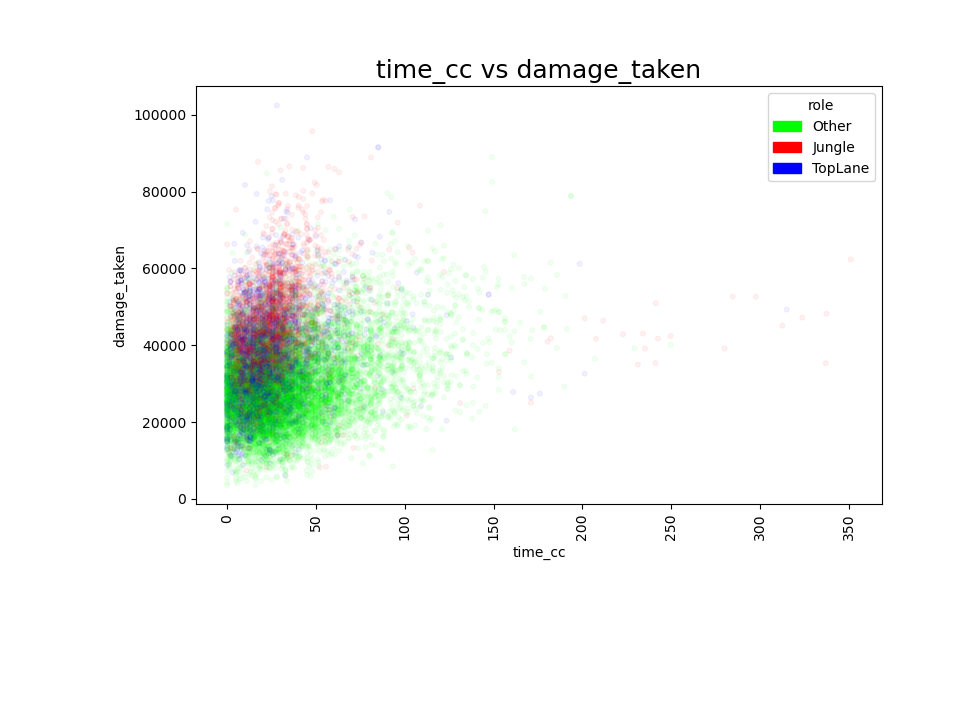 time_cc vs damage_taken
role
Other
Jungle
TopLane
100000
80000
60000
40000
20000
0
damage_taken
0
50
100
150
200
250
300
350
time_cc